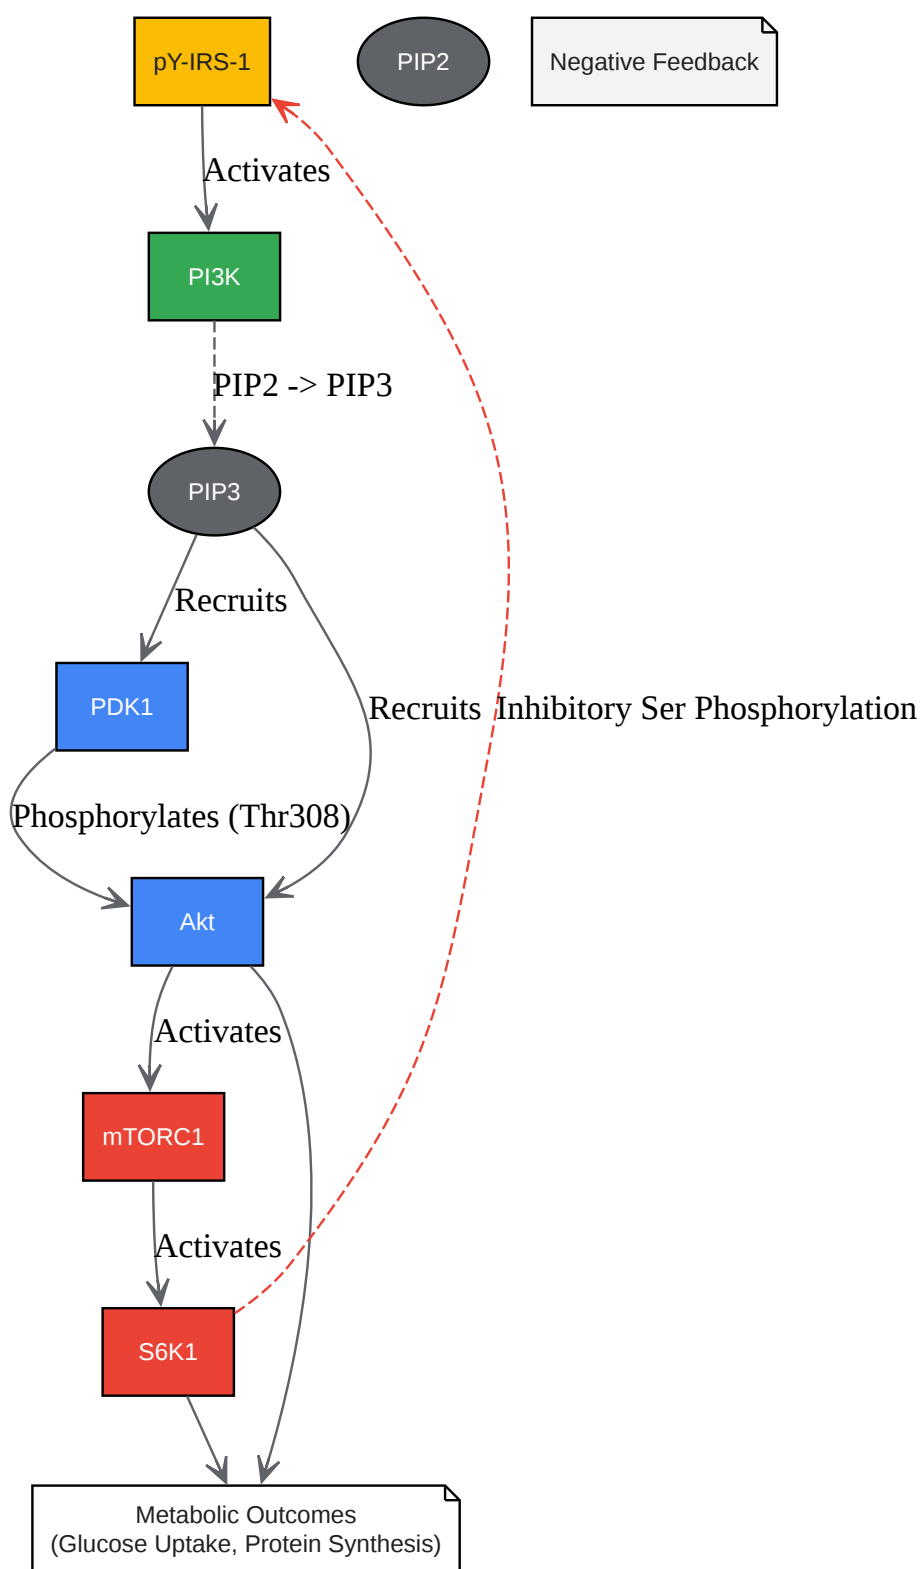 pY-IRS-1
PIP2
Negative Feedback
Activates
PI3K
PIP2 -> PIP3
PIP3
Recruits
PDK1
Recruits
Inhibitory Ser Phosphorylation
Phosphorylates (Thr308)
Akt
Activates
mTORC1
Activates
S6K1
Metabolic Outcomes
(Glucose Uptake, Protein Synthesis)